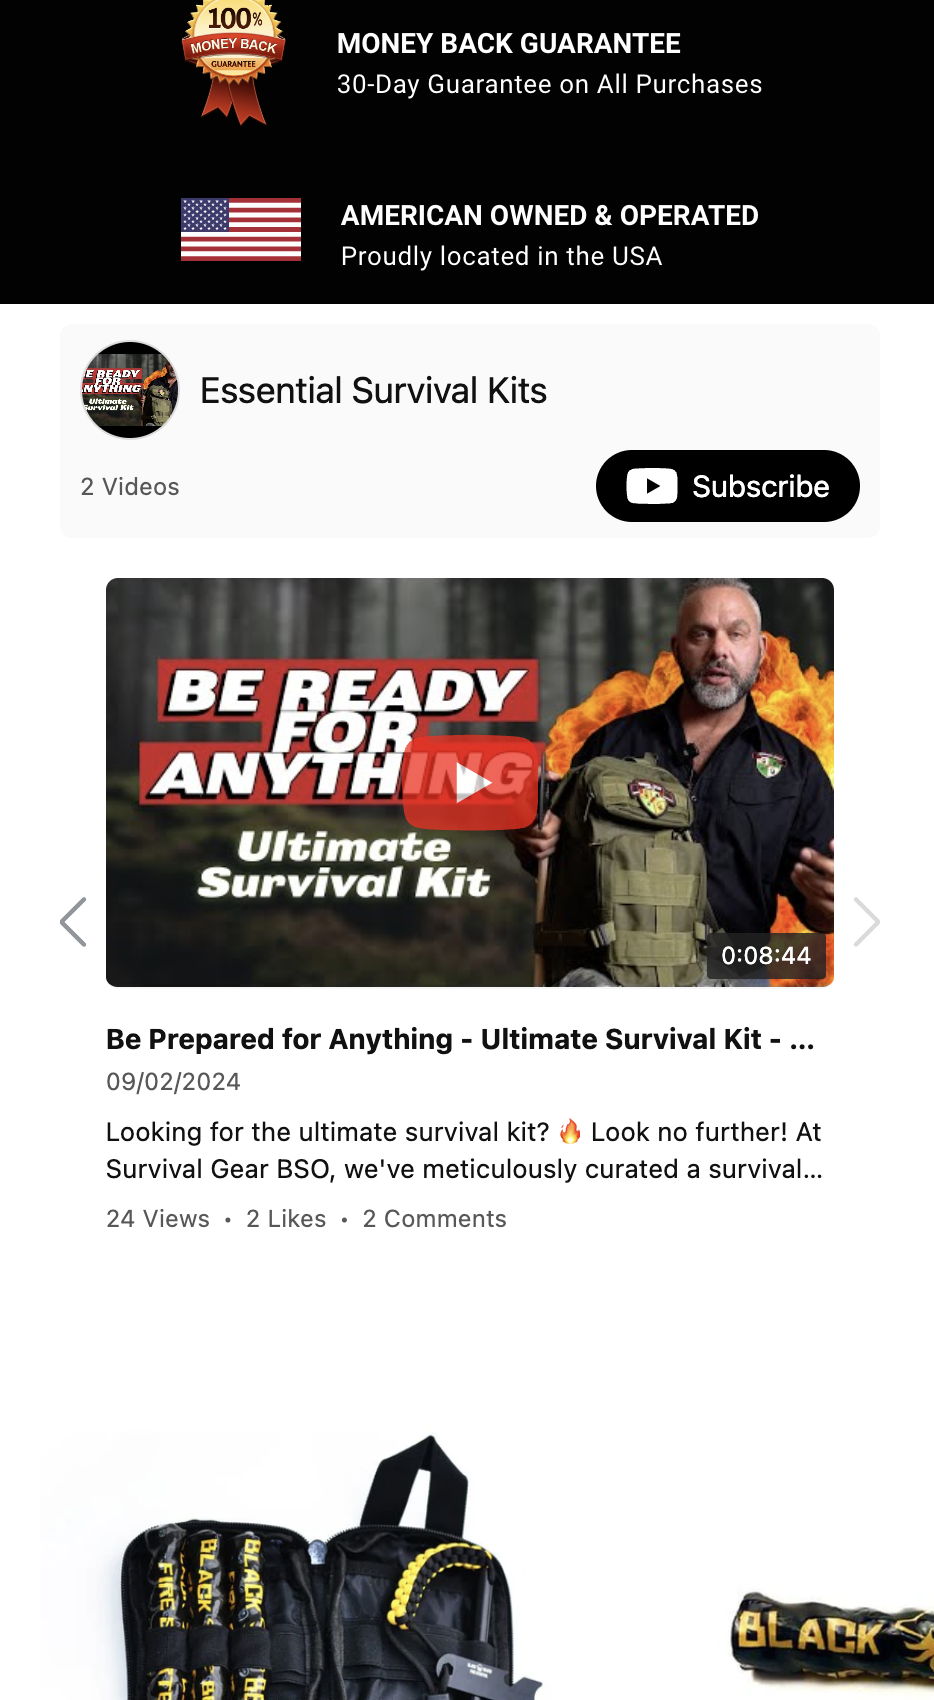 100%
MONEY BACK
GUARANTEE
MONEY BACK GUARANTEE
30-Day Guarantee on All Purchases
AMERICAN OWNED & OPERATED
Proudly located in the USA
E READY
FOR
NYTHING
Ultimate
Survival Kit
Essential Survival Kits
2 Videos
Subscribe
BE READY
FOR
ANYTHING
Ultimate
Survival Kit
0:08:44
Be Prepared for Anything - Ultimate Survival Kit - ...
09/02/2024
Looking for the ultimate survival kit? 🔥 Look no further! At
Survival Gear BSO, we've meticulously curated a survival...
24 Views • 2 Likes • 2 Comments
FIRE
BLACK
BLACK
BLACK